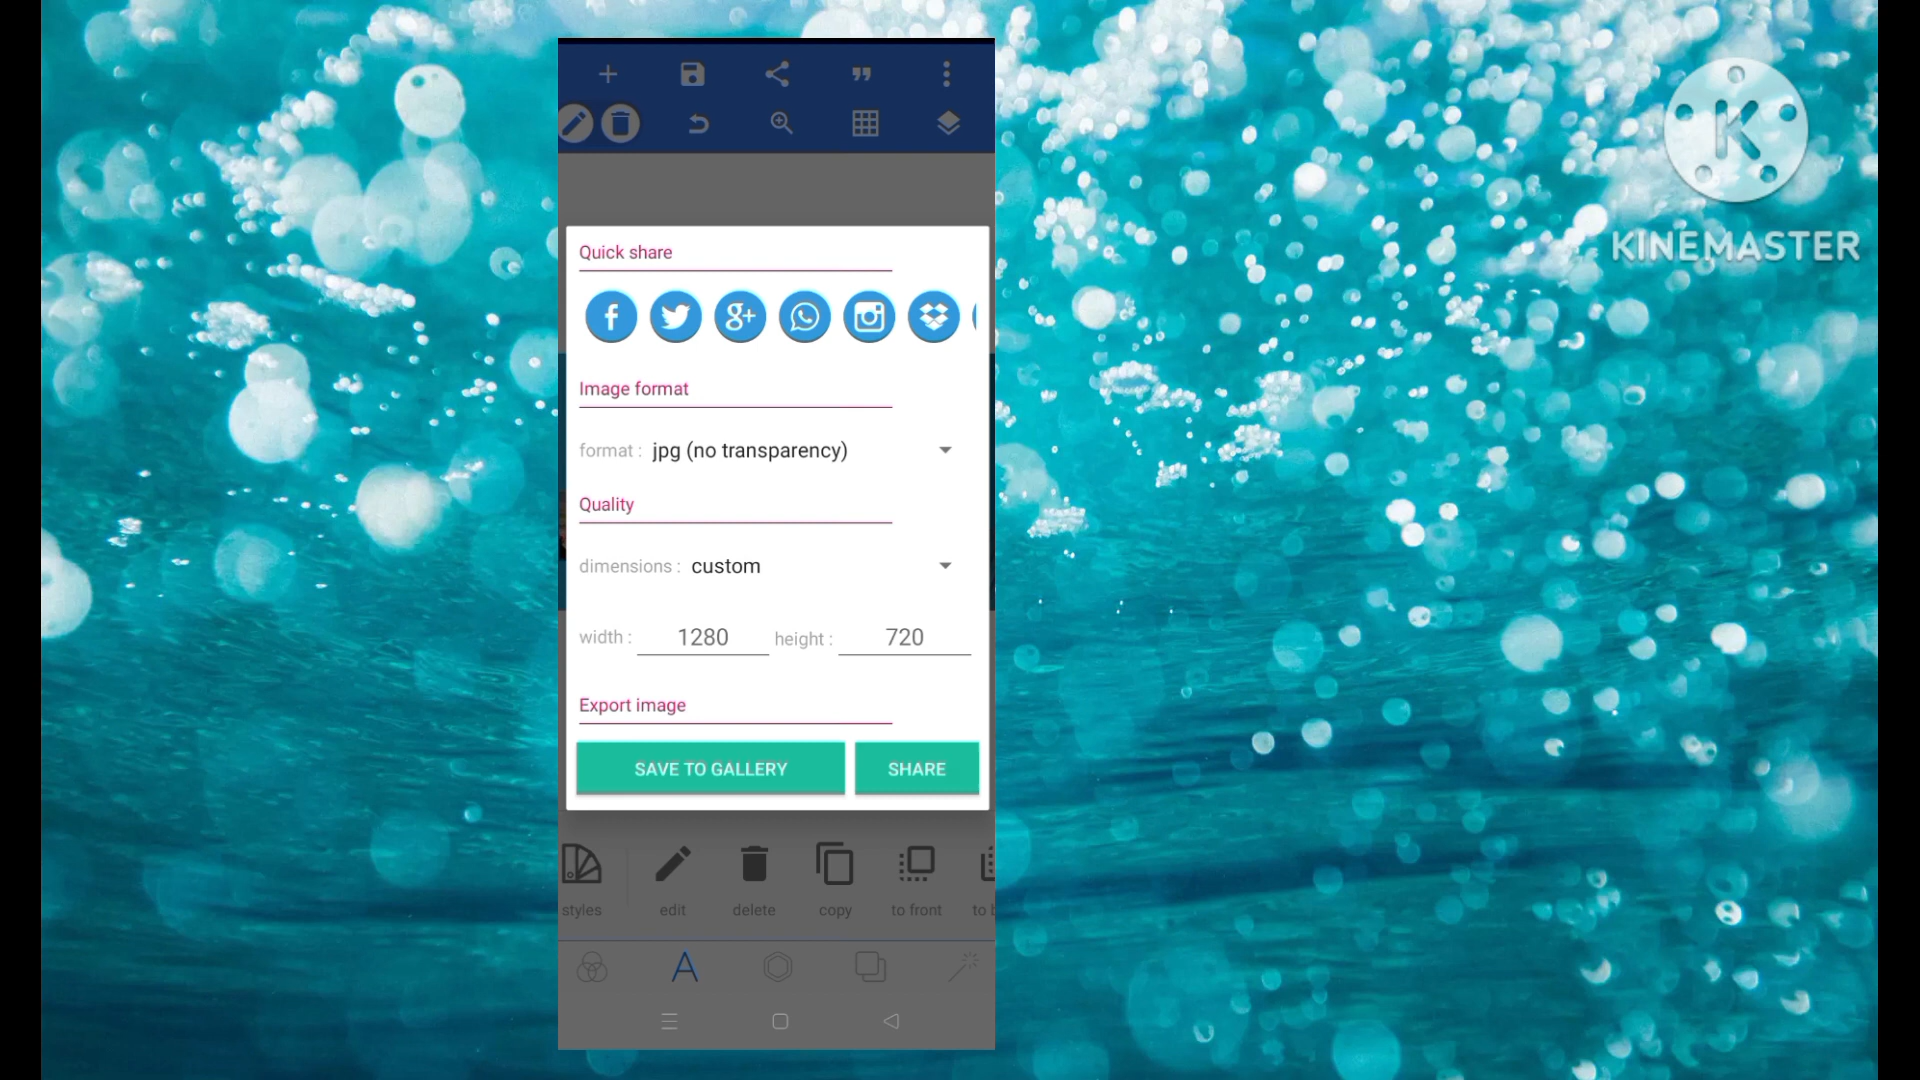 Quick share
Image format
format : jpg (no transparency)
Quality
dimensions : custom
width : 1280 height : 720
Export image
SAVE TO GALLERY SHARE
styles edit delete copy to front to b
K
KINEMASTER